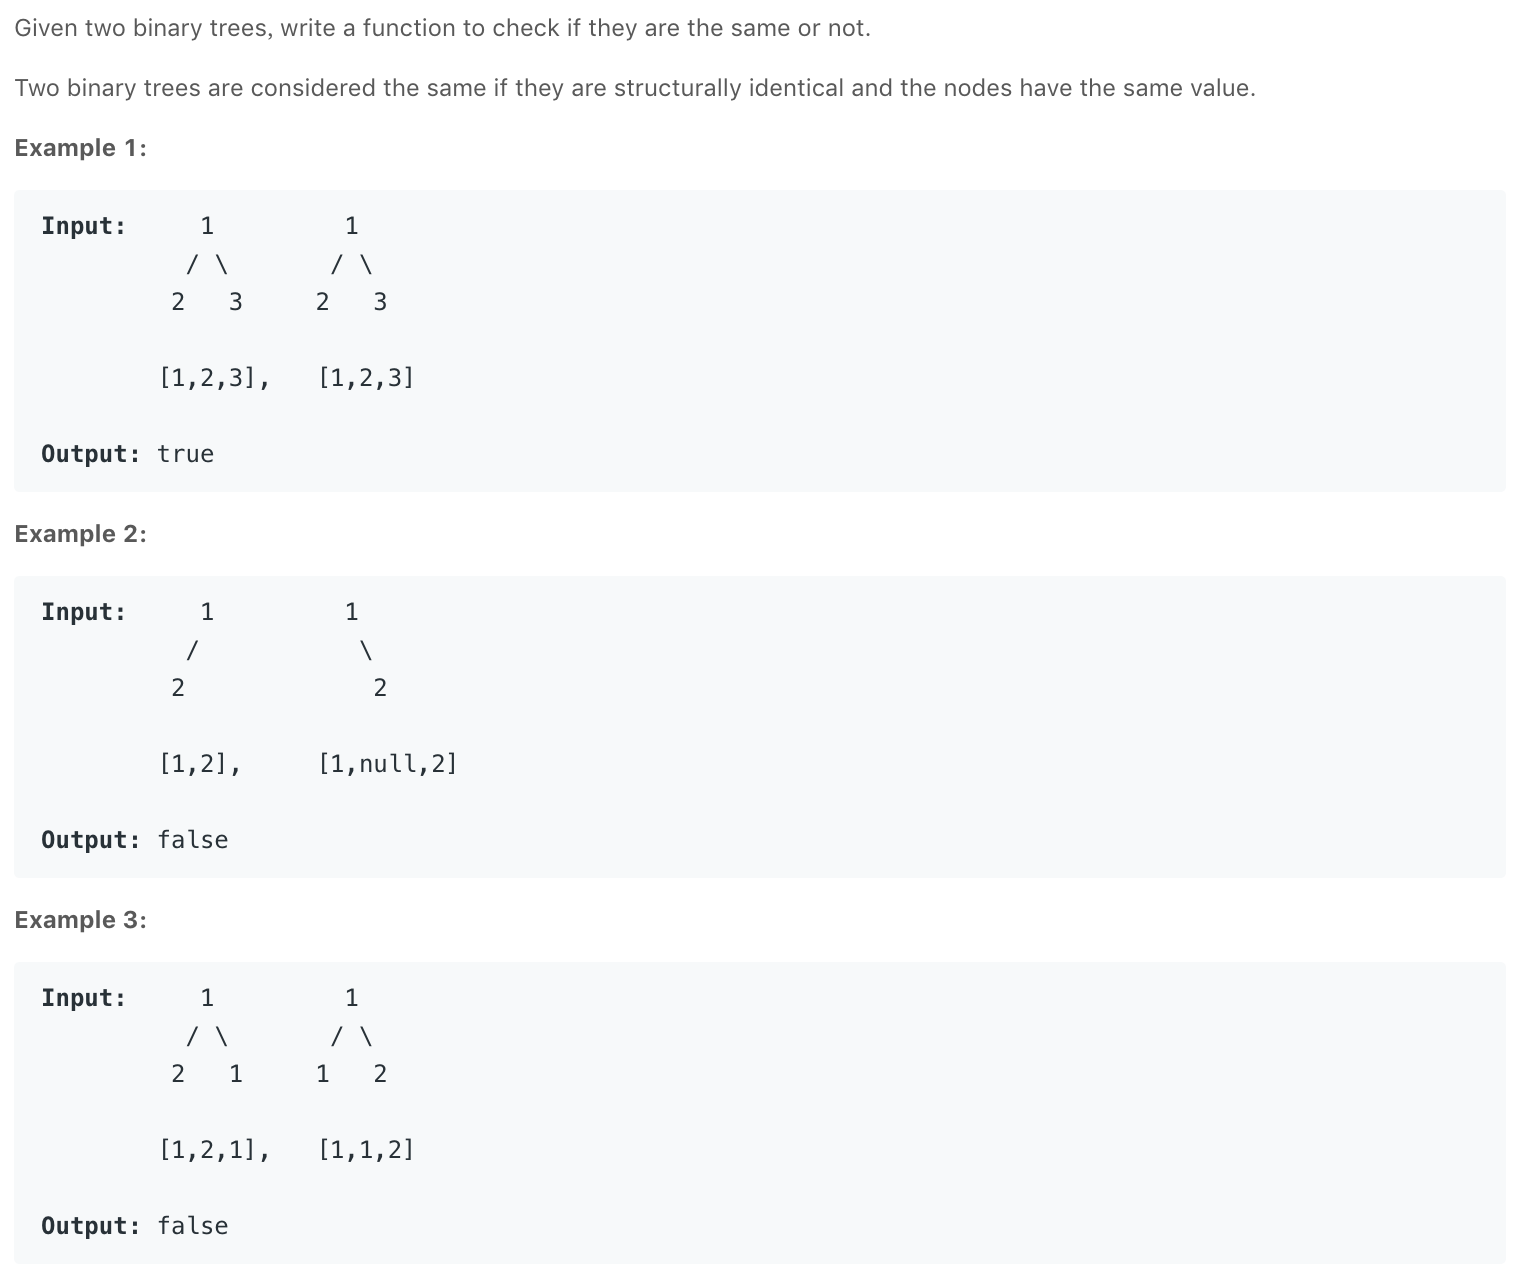 Given two binary trees, write a function to check if they are the same or not.
Two binary trees are considered the same if they are structurally identical and the nodes have the same value.
Example 1:
Input:     1         1
          / \       / \
         2   3     2   3
        [1,2,3],   [1,2,3]
Output: true
Example 2:
Input:     1         1
          /           \
         2             2
        [1,2],     [1,null,2]
Output: false
Example 3:
Input:     1         1
          / \       / \
         2   1     1   2
        [1,2,1],   [1,1,2]
Output: false